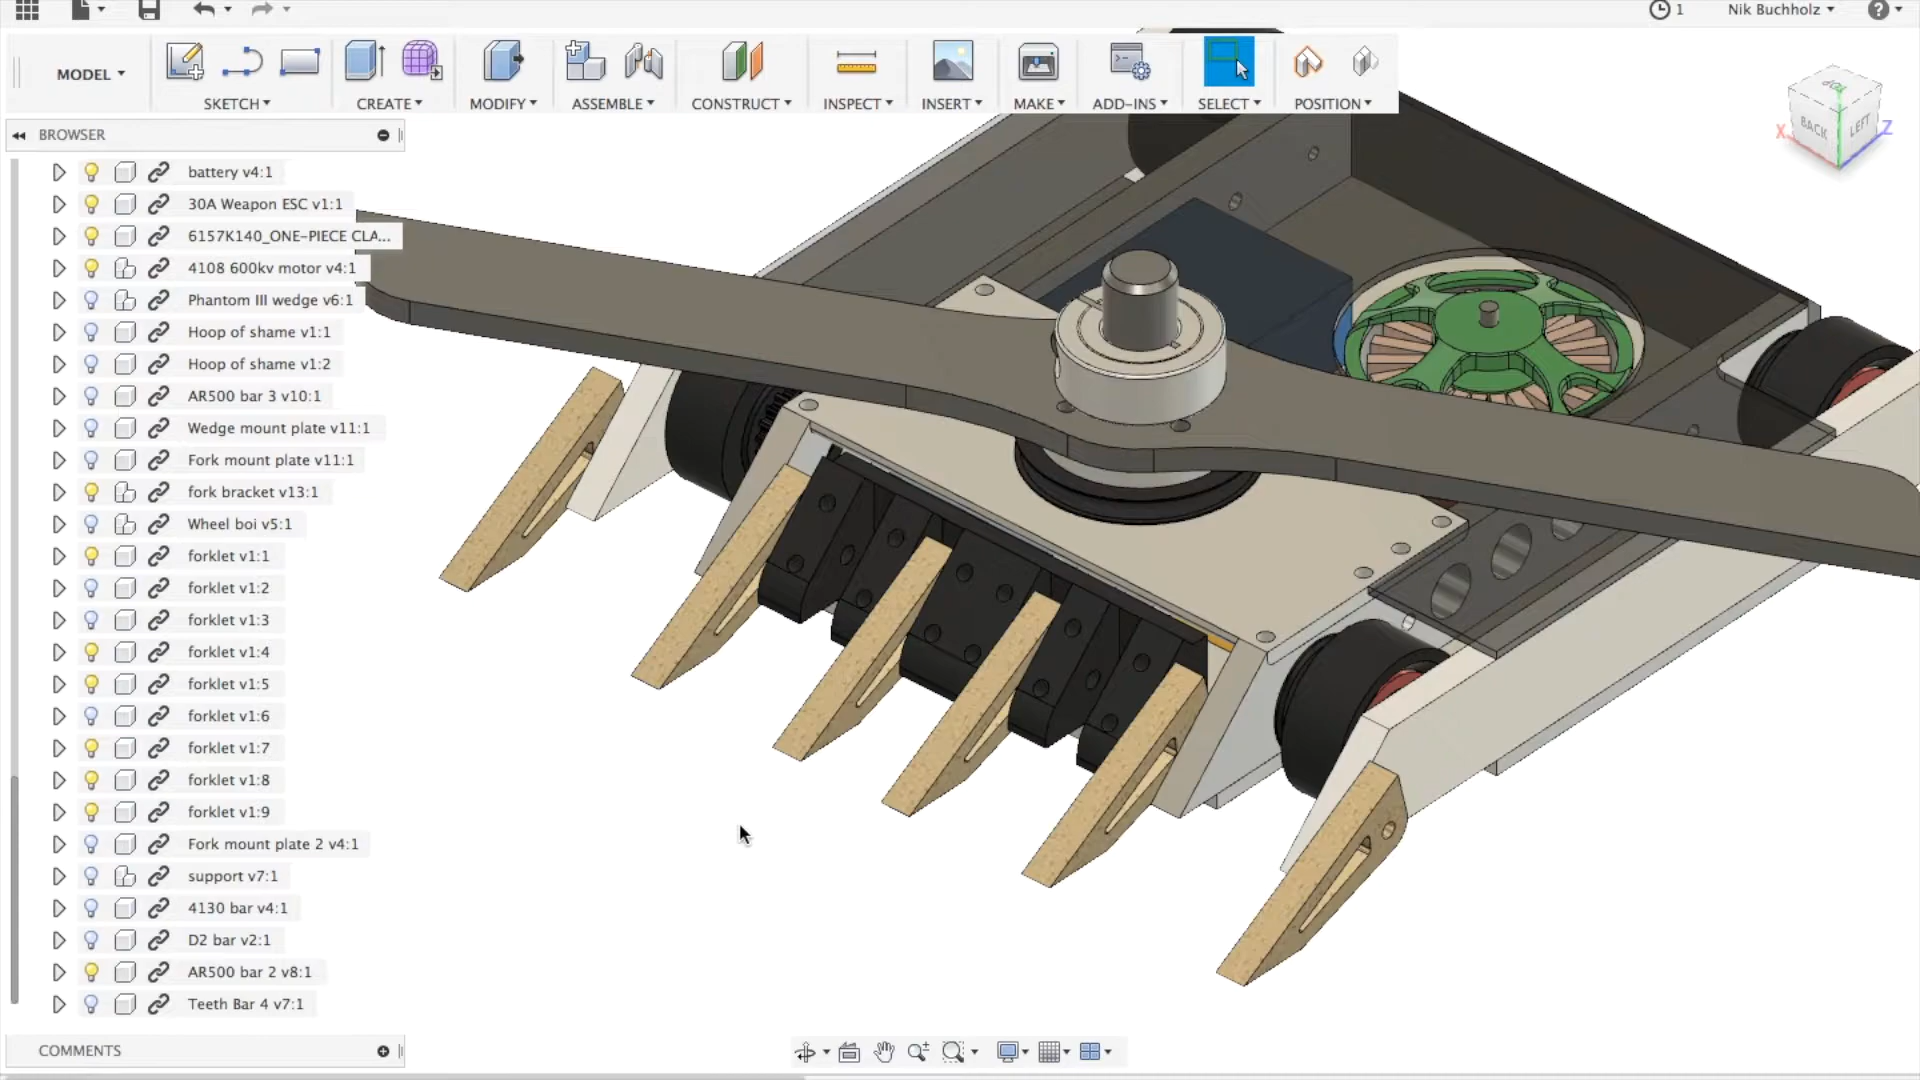 1 Nik Buchholz
MODEL
SKETCH CREATE MODIFY ASSEMBLE CONSTRUCT INSPECT INSERT MAKE ADD-INS SELECT POSITION
TOP
BACK LEFT
X Z
BROWSER
battery v4:1
30A Weapon ESC v1:1
6157K140_ONE-PIECE CLA...
4108 600kv motor v4:1
Phantom III wedge v6:1
Hoop of shame v1:1
Hoop of shame v1:2
AR500 bar 3 v10:1
Wedge mount plate v11:1
Fork mount plate v11:1
fork bracket v13:1
Wheel boi v5:1
forklet v1:1
forklet v1:2
forklet v1:3
forklet v1:4
forklet v1:5
forklet v1:6
forklet v1:7
forklet v1:8
forklet v1:9
Fork mount plate 2 v4:1
support v7:1
4130 bar v4:1
D2 bar v2:1
AR500 bar 2 v8:1
Teeth Bar 4 v7:1
COMMENTS